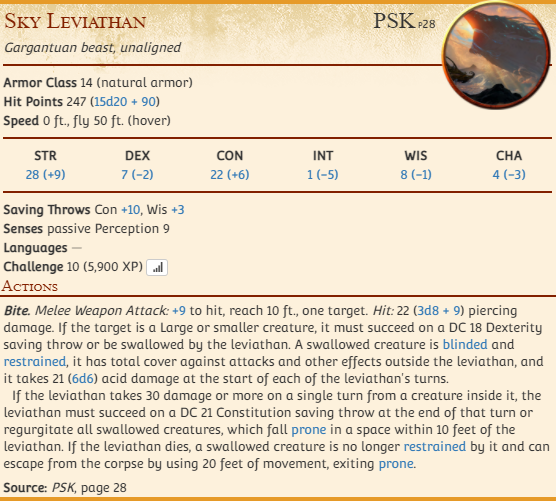 Sky Leviathan PSK P28
Gargantuan beast, unaligned
Armor Class 14 (natural armor)
Hit Points 247 (15d20 + 90)
Speed 0 ft., fly 50 ft. (hover)
STR DEX CON INT WIS CHA
28 (+9) 7 (−2) 22 (+6) 1 (−5) 8 (−1) 4 (−3)
Saving Throws Con +10, Wis +3
Senses passive Perception 9
Languages —
Challenge 10 (5,900 XP)
Actions
Bite. Melee Weapon Attack: +9 to hit, reach 10 ft., one target. Hit: 22 (3d8 + 9) piercing
damage. If the target is a Large or smaller creature, it must succeed on a DC 18 Dexterity
saving throw or be swallowed by the leviathan. A swallowed creature is blinded and
restrained, it has total cover against attacks and other effects outside the leviathan, and
it takes 21 (6d6) acid damage at the start of each of the leviathan's turns.
If the leviathan takes 30 damage or more on a single turn from a creature inside it, the
leviathan must succeed on a DC 21 Constitution saving throw at the end of that turn or
regurgitate all swallowed creatures, which fall prone in a space within 10 feet of the
leviathan. If the leviathan dies, a swallowed creature is no longer restrained by it and can
escape from the corpse by using 20 feet of movement, exiting prone.
Source: PSK, page 28